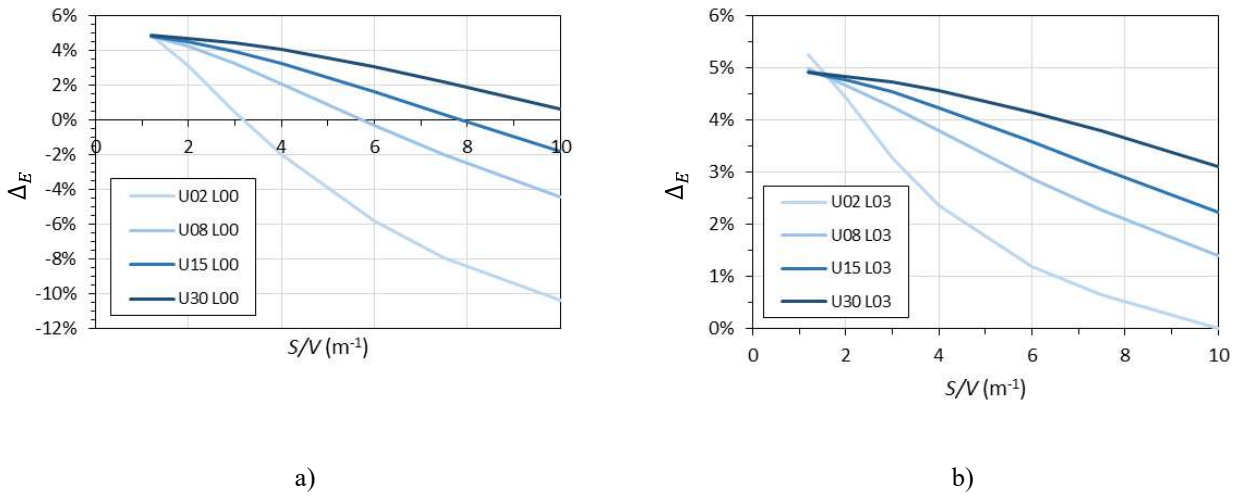 6%
4%
2%
0%
-2%
-4%
-6%
-8%
-10%
-12%
0 2 4 6 8 10
Δ_E
S/V (m⁻¹)
U02 L00
U08 L00
U15 L00
U30 L00
a)
6%
5%
4%
3%
2%
1%
0%
0 2 4 6 8 10
Δ_E
S/V (m⁻¹)
U02 L03
U08 L03
U15 L03
U30 L03
b)